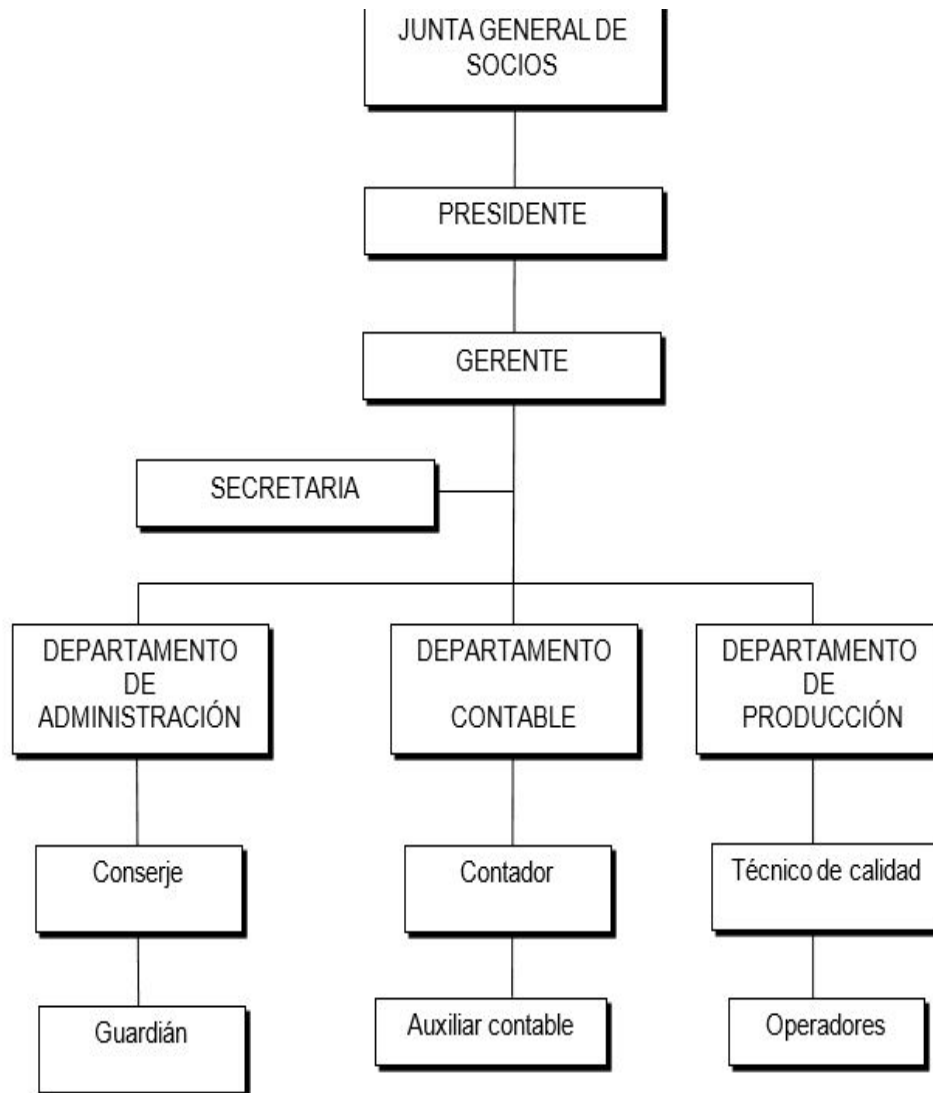 JUNTA GENERAL DE
SOCIOS
PRESIDENTE
GERENTE
SECRETARIA
DEPARTAMENTO
DE
ADMINISTRACIÓN
DEPARTAMENTO
CONTABLE
DEPARTAMENTO
DE
PRODUCCIÓN
Conserje
Contador
Técnico de calidad
Guardián
Auxiliar contable
Operadores